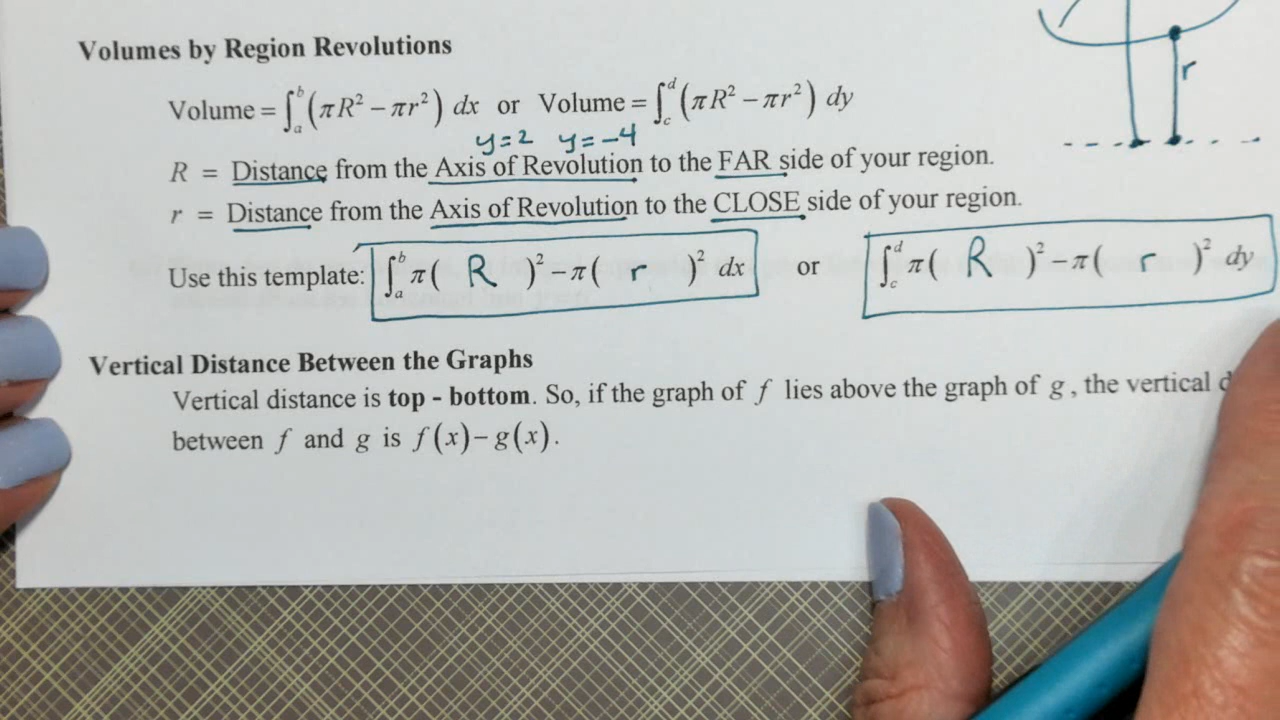 Volumes by Region Revolutions
r
Volume = ∫ₐᵇ (πR² − πr²) dx or Volume = ∫_c^d (πR² − πr²) dy
y=2 y=-4
R = Distance from the Axis of Revolution to the FAR side of your region.
r = Distance from the Axis of Revolution to the CLOSE side of your region.
Use this template: ∫ₐᵇ π( R )² − π( r )² dx or ∫_c^d π( R )² − π( r )² dy
Vertical Distance Between the Graphs
Vertical distance is top - bottom. So, if the graph of f lies above the graph of g, the vertical
between f and g is f(x) − g(x).